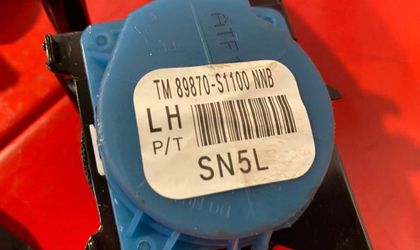 ATF
TM 89870-S1100 NNB
LH
P/T
SN5L